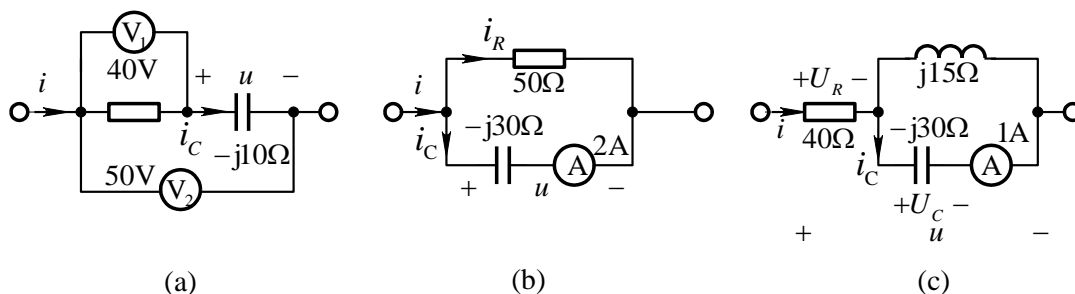 V₁
40V
i
+ u −
i_C
−j10Ω
50V
V₂
(a)
i_R
50Ω
i
i_C
−j30Ω
2A
A
+ u −
(b)
j15Ω
+U_R −
i
40Ω
−j30Ω
1A
i_C
A
+U_C −
+ u −
(c)